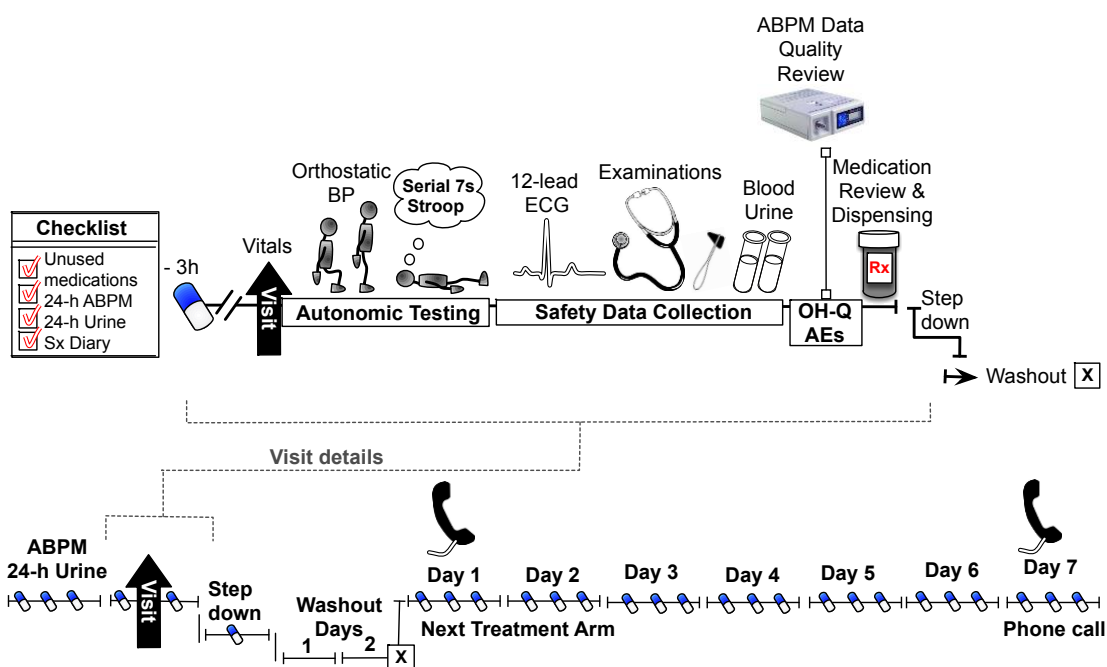 ABPM Data
Quality
Review
Orthostatic
BP
Serial 7s
Stroop
12-lead
ECG
Examinations
Blood
Urine
Medication
Review &
Dispensing
Checklist
Unused
medications
24-h ABPM
24-h Urine
Sx Diary
- 3h
Vitals
Visit
Autonomic Testing
Safety Data Collection
OH-Q
AEs
Rx
Step
down
Washout X
Visit details
ABPM
24-h Urine
Visit
Step
down
Washout
Days
1
2
X
Day 1
Day 2
Day 3
Day 4
Day 5
Day 6
Day 7
Next Treatment Arm
Phone call